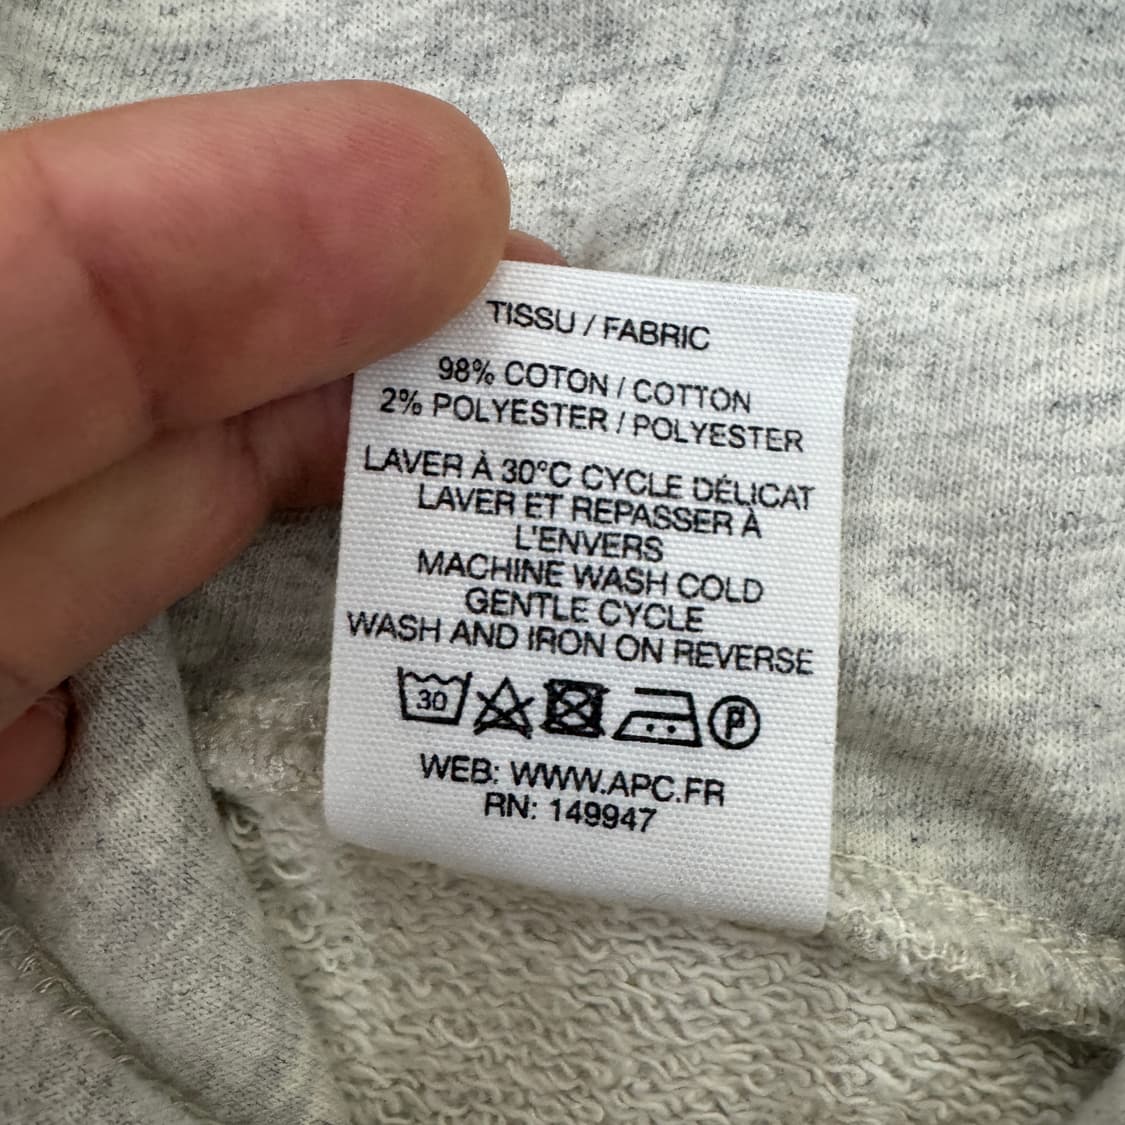 TISSU / FABRIC
98% COTON / COTTON
2% POLYESTER / POLYESTER
LAVER À 30°C CYCLE DÉLICAT
LAVER ET REPASSER À
L'ENVERS
MACHINE WASH COLD
GENTLE CYCLE
WASH AND IRON ON REVERSE
30 P
WEB: WWW.APC.FR
RN: 149947